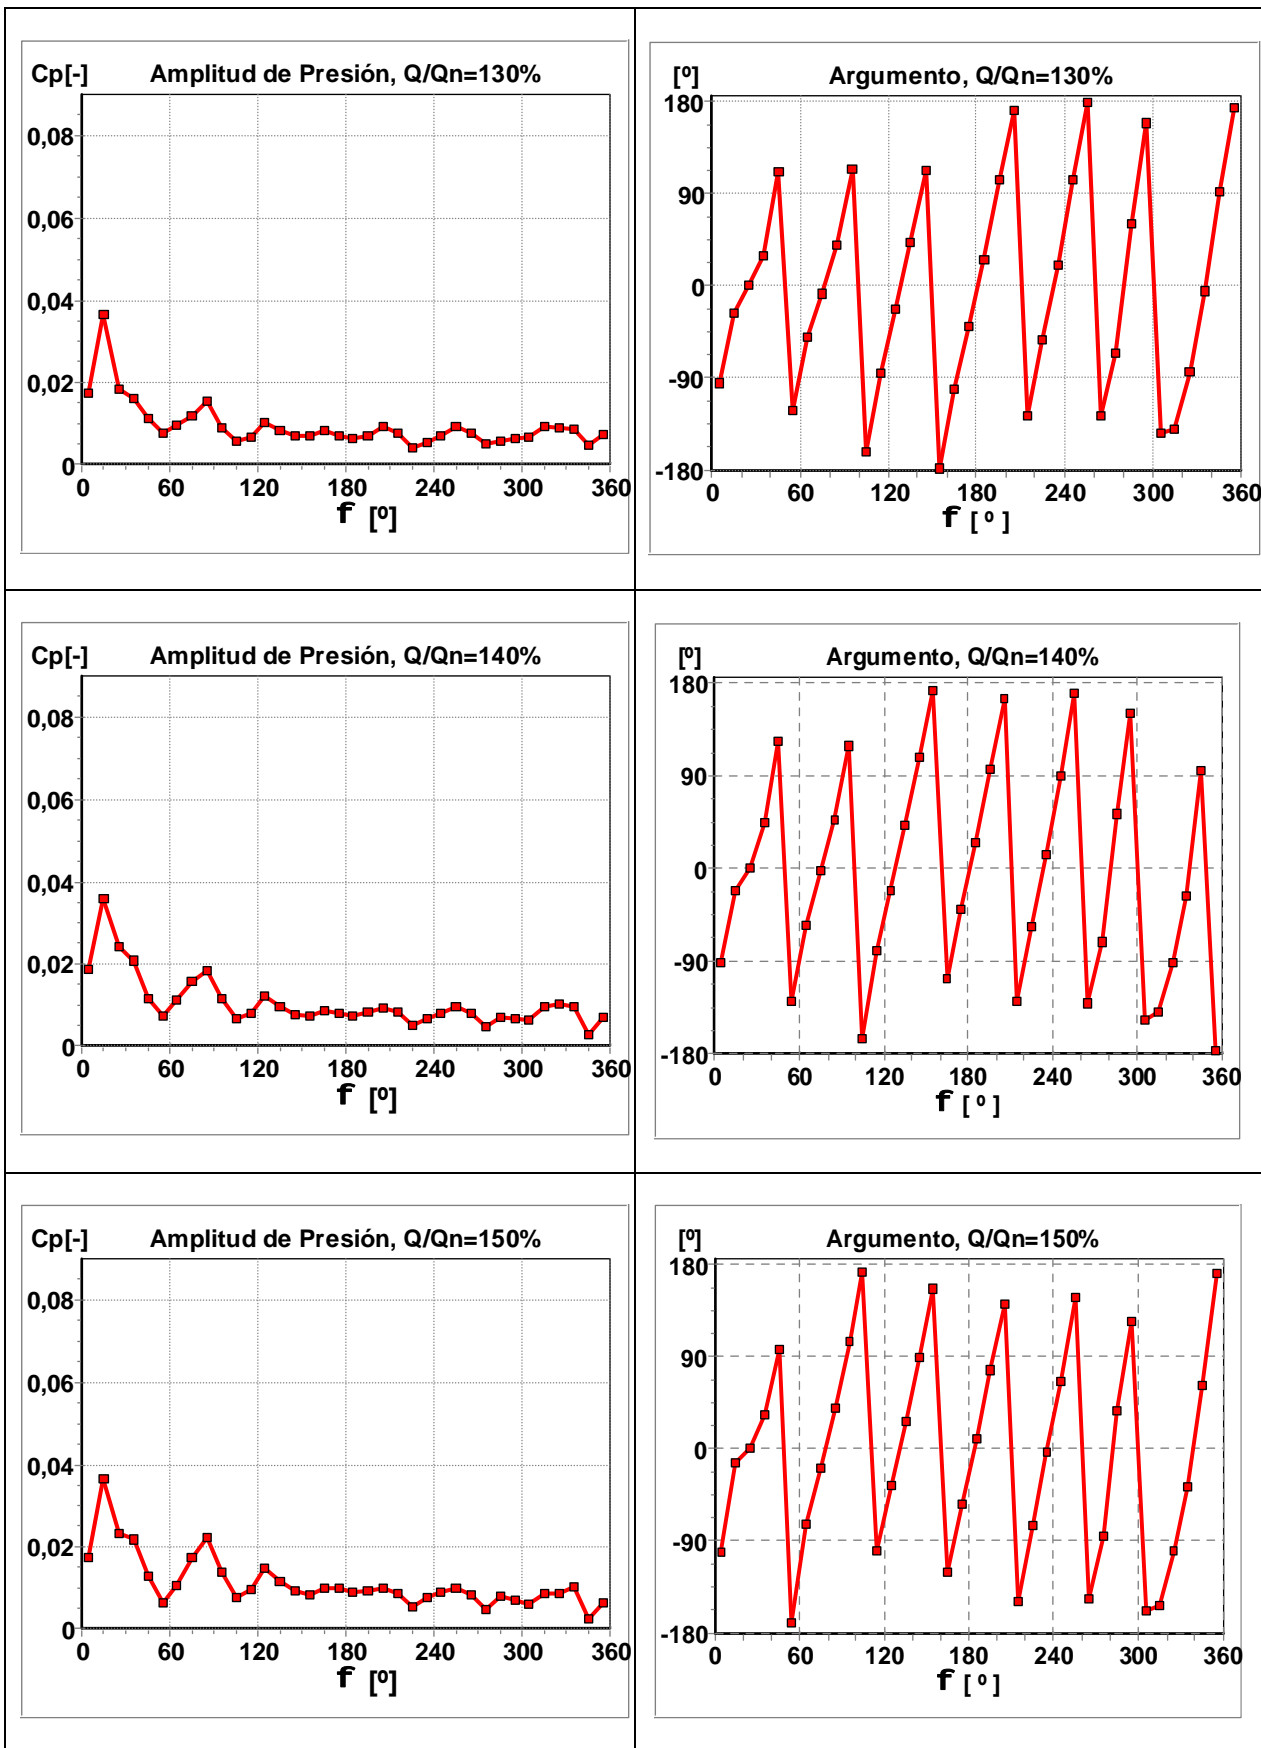 Cp[-] Amplitud de Presión, Q/Qn=130%
0,08
0,06
0,04
0,02
0
0 60 120 180 240 300 360
f [º]
[º] Argumento, Q/Qn=130%
180
90
0
-90
-180
0 60 120 180 240 300 360
f [ º ]
Cp[-] Amplitud de Presión, Q/Qn=140%
0,08
0,06
0,04
0,02
0
0 60 120 180 240 300 360
f [º]
[º] Argumento, Q/Qn=140%
180
90
0
-90
-180
0 60 120 180 240 300 360
f [ º ]
Cp[-] Amplitud de Presión, Q/Qn=150%
0,08
0,06
0,04
0,02
0
0 60 120 180 240 300 360
f [º]
[º] Argumento, Q/Qn=150%
180
90
0
-90
-180
0 60 120 180 240 300 360
f [ º ]